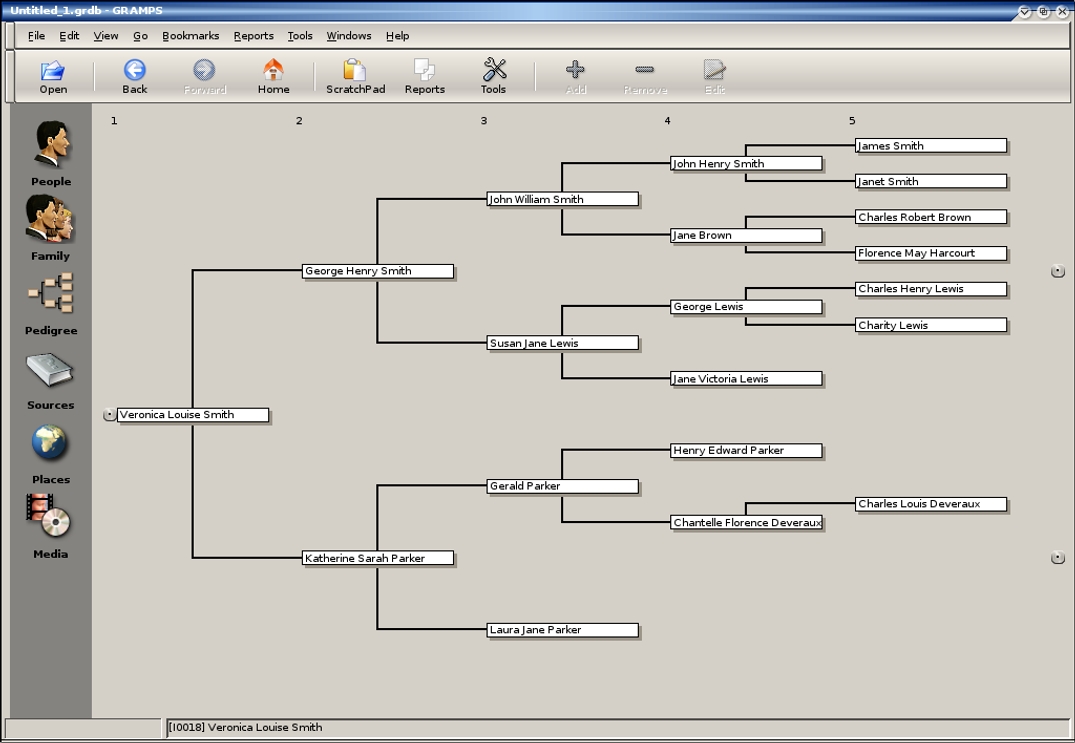 Untitled_1.grdb - GRAMPS
File Edit View Go Bookmarks Reports Tools Windows Help
Open Back Forward Home ScratchPad Reports Tools Add Remove Edit
People
Family
Pedigree
Sources
Places
Media
1 2 3 4 5
James Smith
John Henry Smith
Janet Smith
John William Smith
Charles Robert Brown
Jane Brown
Florence May Harcourt
George Henry Smith
Charles Henry Lewis
George Lewis
Charity Lewis
Susan Jane Lewis
Jane Victoria Lewis
Veronica Louise Smith
Henry Edward Parker
Gerald Parker
Charles Louis Deveraux
Chantelle Florence Deveraux
Katherine Sarah Parker
Laura Jane Parker
[I0018] Veronica Louise Smith